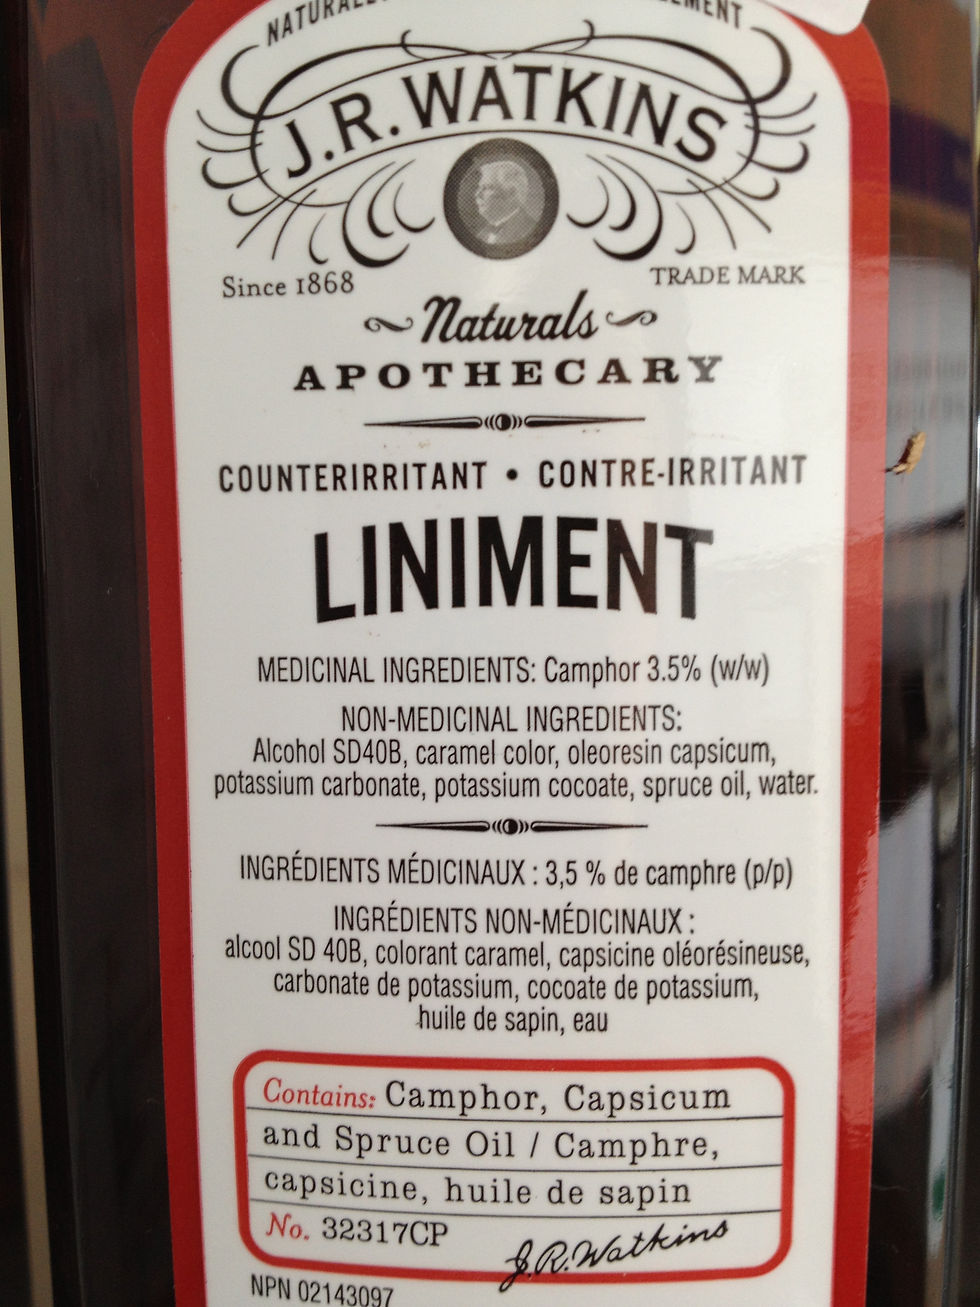 J.R. WATKINS
Since 1868
TRADE MARK
Naturals
APOTHECARY
COUNTERIRRITANT • CONTRE-IRRITANT
LINIMENT
MEDICINAL INGREDIENTS: Camphor 3.5% (w/w)
NON-MEDICINAL INGREDIENTS:
Alcohol SD40B, caramel color, oleoresin capsicum,
potassium carbonate, potassium cocoate, spruce oil, water.
INGRÉDIENTS MÉDICINAUX : 3,5 % de camphre (p/p)
INGRÉDIENTS NON-MÉDICINAUX :
alcool SD 40B, colorant caramel, capsicine oléorésineuse,
carbonate de potassium, cocoate de potassium,
huile de sapin, eau
Contains: Camphor, Capsicum
and Spruce Oil / Camphre,
capsicine, huile de sapin
No. 32317CP
J.R. Watkins
NPN 02143097